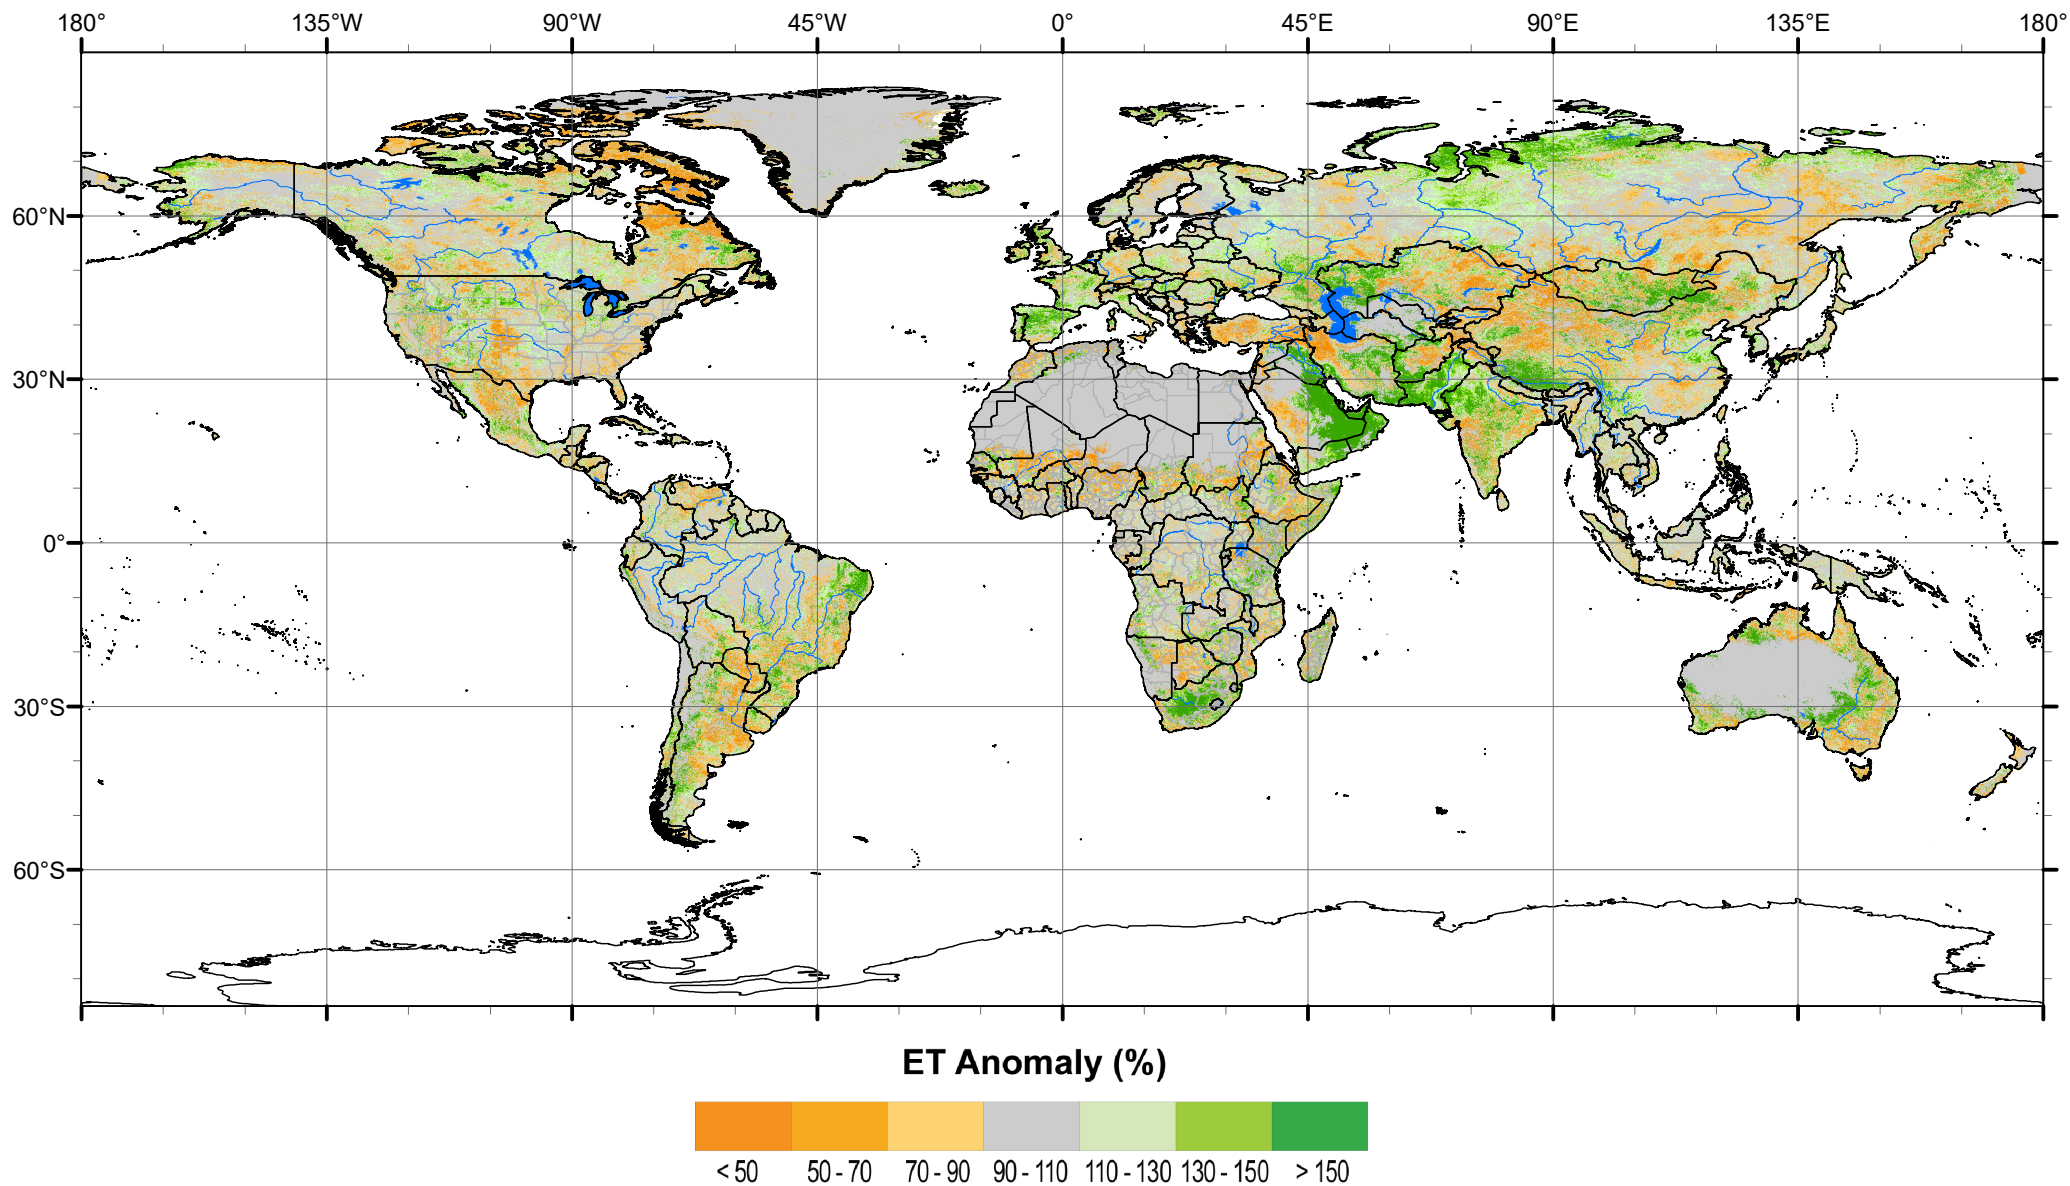 180° 135°W 90°W 45°W 0° 45°E 90°E 135°E 180°
60°N
30°N
0°
30°S
60°S
ET Anomaly (%)
< 50 50 - 70 70 - 90 90 - 110 110 - 130 130 - 150 > 150